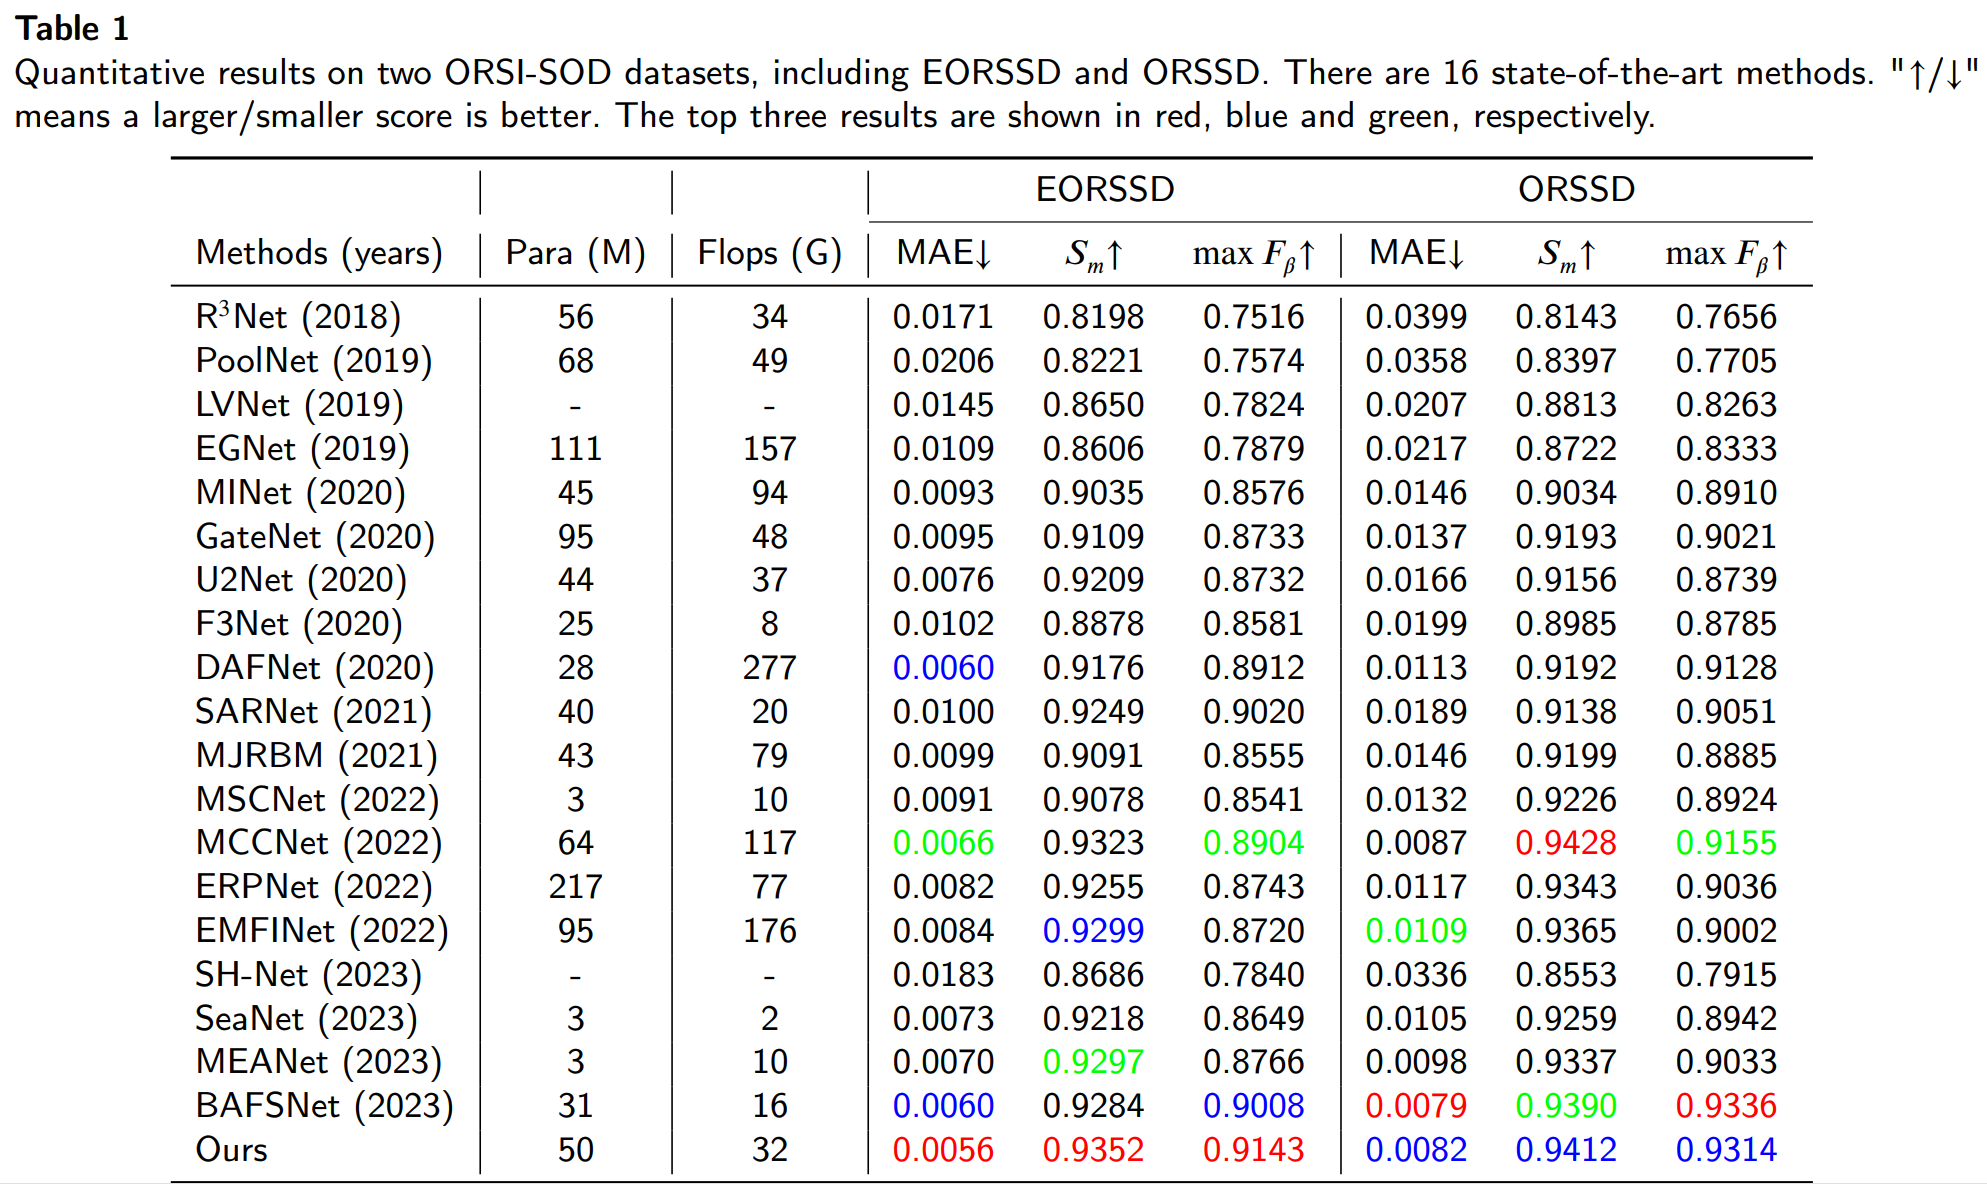 Table 1
Quantitative results on two ORSI-SOD datasets, including EORSSD and ORSSD. There are 16 state-of-the-art methods. "↑/↓"
means a larger/smaller score is better. The top three results are shown in red, blue and green, respectively.
EORSSD ORSSD
Methods (years) Para (M) Flops (G) MAE↓ Sₘ↑ max Fᵦ↑ MAE↓ Sₘ↑ max Fᵦ↑
R³Net (2018) 56 34 0.0171 0.8198 0.7516 0.0399 0.8143 0.7656
PoolNet (2019) 68 49 0.0206 0.8221 0.7574 0.0358 0.8397 0.7705
LVNet (2019) - - 0.0145 0.8650 0.7824 0.0207 0.8813 0.8263
EGNet (2019) 111 157 0.0109 0.8606 0.7879 0.0217 0.8722 0.8333
MINet (2020) 45 94 0.0093 0.9035 0.8576 0.0146 0.9034 0.8910
GateNet (2020) 95 48 0.0095 0.9109 0.8733 0.0137 0.9193 0.9021
U2Net (2020) 44 37 0.0076 0.9209 0.8732 0.0166 0.9156 0.8739
F3Net (2020) 25 8 0.0102 0.8878 0.8581 0.0199 0.8985 0.8785
DAFNet (2020) 28 277 0.0060 0.9176 0.8912 0.0113 0.9192 0.9128
SARNet (2021) 40 20 0.0100 0.9249 0.9020 0.0189 0.9138 0.9051
MJRBM (2021) 43 79 0.0099 0.9091 0.8555 0.0146 0.9199 0.8885
MSCNet (2022) 3 10 0.0091 0.9078 0.8541 0.0132 0.9226 0.8924
MCCNet (2022) 64 117 0.0066 0.9323 0.8904 0.0087 0.9428 0.9155
ERPNet (2022) 217 77 0.0082 0.9255 0.8743 0.0117 0.9343 0.9036
EMFINet (2022) 95 176 0.0084 0.9299 0.8720 0.0109 0.9365 0.9002
SH-Net (2023) - - 0.0183 0.8686 0.7840 0.0336 0.8553 0.7915
SeaNet (2023) 3 2 0.0073 0.9218 0.8649 0.0105 0.9259 0.8942
MEANet (2023) 3 10 0.0070 0.9297 0.8766 0.0098 0.9337 0.9033
BAFSNet (2023) 31 16 0.0060 0.9284 0.9008 0.0079 0.9390 0.9336
Ours 50 32 0.0056 0.9352 0.9143 0.0082 0.9412 0.9314